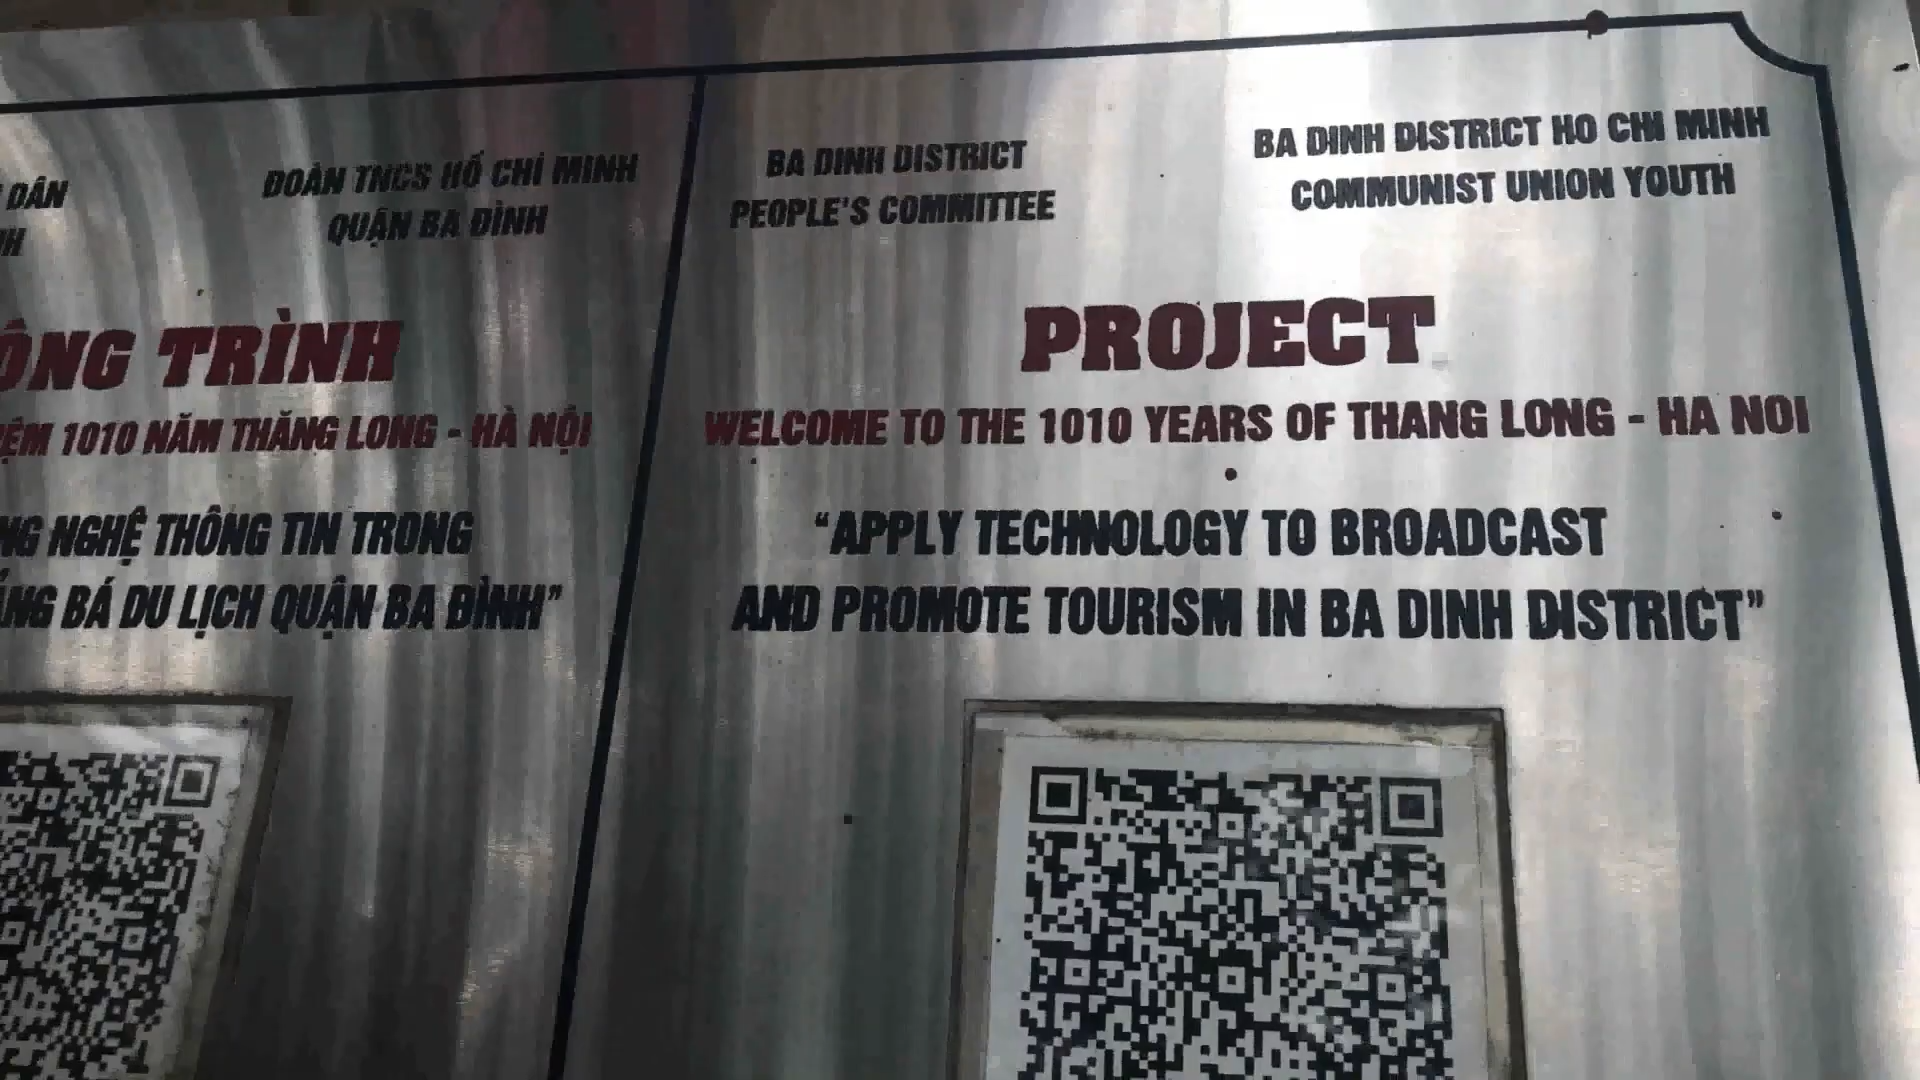 DÂN
ĐOÀN TNCS HỒ CHÍ MINH
QUẬN BA ĐÌNH
TRÌNH
1010 NĂM THĂNG LONG - HÀ NỘI
NGHỆ THÔNG TIN TRONG
BÁ DU LỊCH QUẬN BA ĐÌNH”
BA DINH DISTRICT
PEOPLE'S COMMITTEE
BA DINH DISTRICT HO CHI MINH
COMMUNIST UNION YOUTH
PROJECT
WELCOME TO THE 1010 YEARS OF THANG LONG - HA NOI
“APPLY TECHNOLOGY TO BROADCAST
AND PROMOTE TOURISM IN BA DINH DISTRICT”